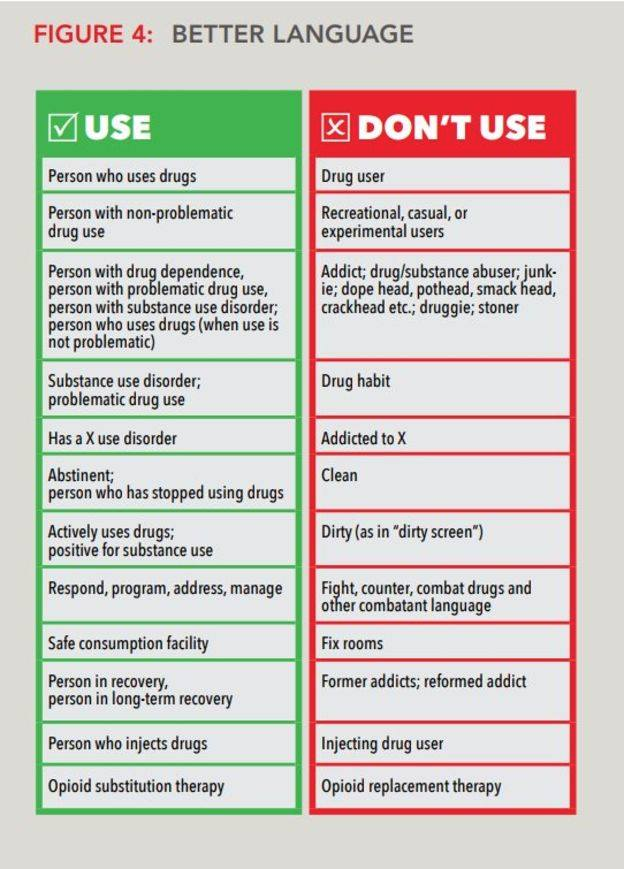 FIGURE 4: BETTER LANGUAGE
USE
DON'T USE
Person who uses drugs
Drug user
Person with non-problematic
drug use
Recreational, casual, or
experimental users
Person with drug dependence,
person with problematic drug use,
person with substance use disorder;
person who uses drugs (when use is
not problematic)
Addict; drug/substance abuser; junk-
ie; dope head, pothead, smack head,
crackhead etc.; druggie; stoner
Substance use disorder;
problematic drug use
Drug habit
Has a X use disorder
Addicted to X
Abstinent;
person who has stopped using drugs
Clean
Actively uses drugs;
positive for substance use
Dirty (as in "dirty screen")
Respond, program, address, manage
Fight, counter, combat drugs and
other combatant language
Safe consumption facility
Fix rooms
Person in recovery,
person in long-term recovery
Former addicts; reformed addict
Person who injects drugs
Injecting drug user
Opioid substitution therapy
Opioid replacement therapy